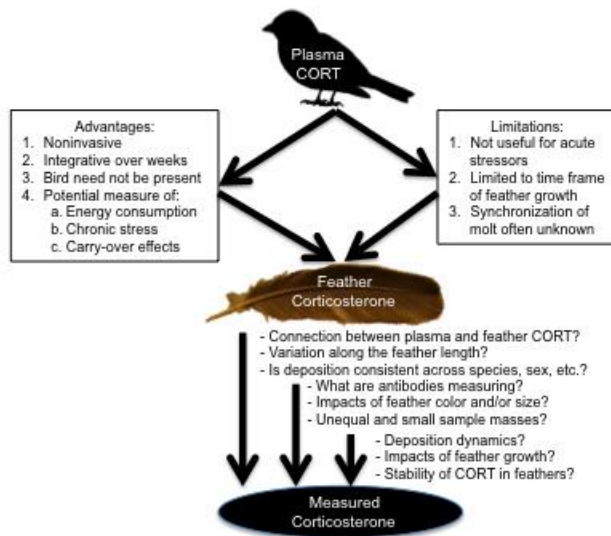 Plasma
CORT
Advantages:
1. Noninvasive
2. Integrative over weeks
3. Bird need not be present
4. Potential measure of:
a. Energy consumption
b. Chronic stress
c. Carry-over effects
Limitations:
1. Not useful for acute
stressors
2. Limited to time frame
of feather growth
3. Synchronization of
molt often unknown
Feather
Corticosterone
- Connection between plasma and feather CORT?
- Variation along the feather length?
- Is deposition consistent across species, sex, etc.?
- What are antibodies measuring?
- Impacts of feather color and/or size?
- Unequal and small sample masses?
- Deposition dynamics?
- Impacts of feather growth?
- Stability of CORT in feathers?
Measured
Corticosterone